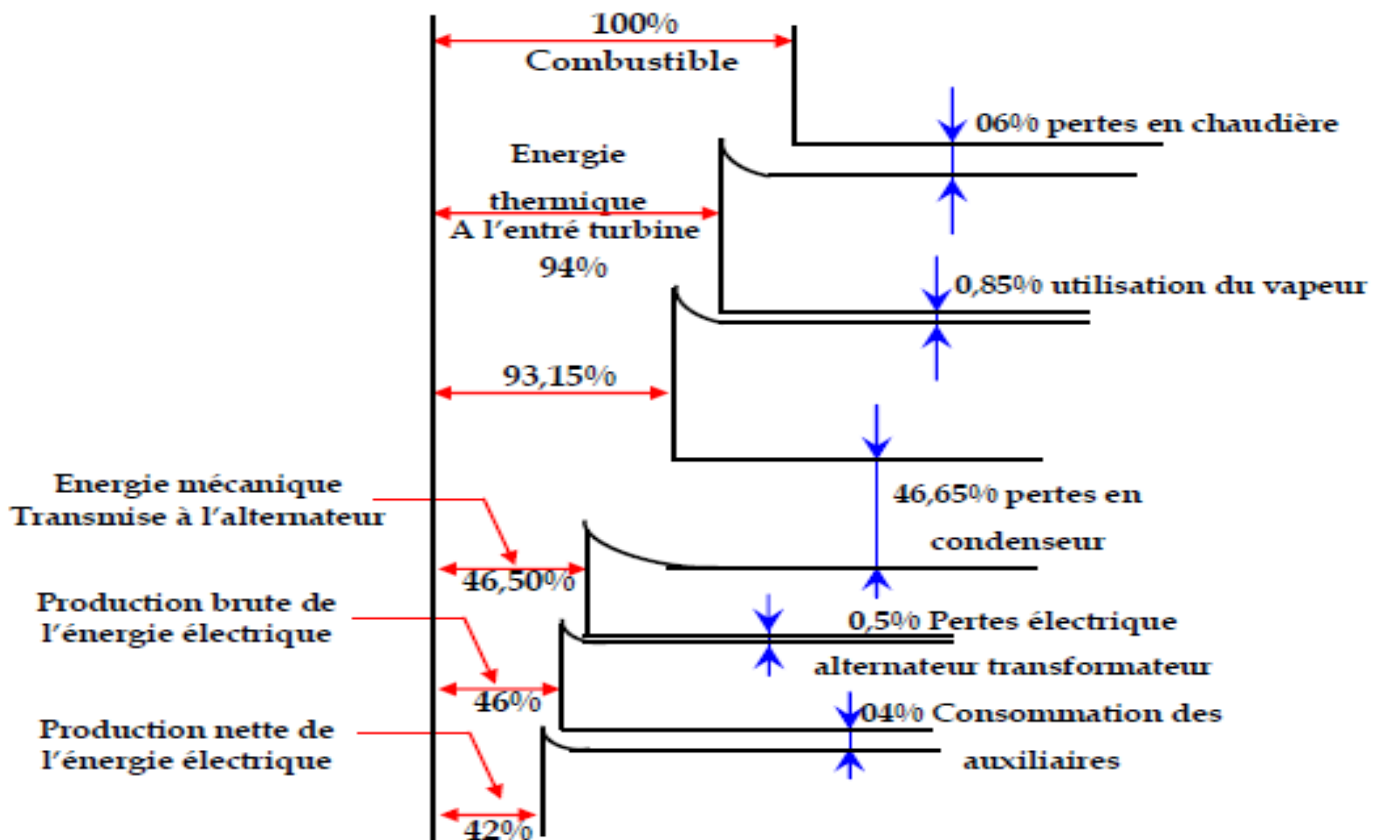 100%
Combustible
06% pertes en chaudière
Energie
thermique
A l'entré turbine
94%
0,85% utilisation du vapeur
93,15%
Energie mécanique
Transmise à l'alternateur
46,65% pertes en
condenseur
46,50%
Production brute de
l'énergie électrique
0,5% Pertes électrique
alternateur transformateur
46%
04% Consommation des
auxiliaires
Production nette de
l'énergie électrique
42%